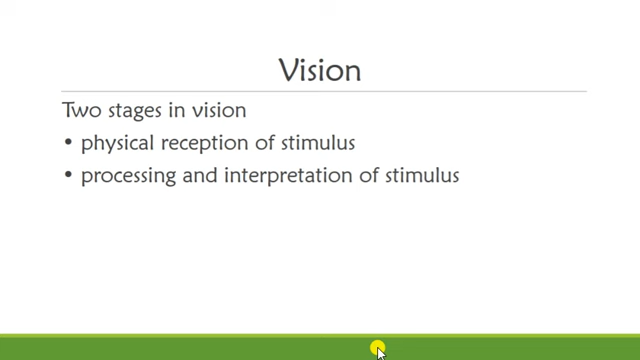 Vision
Two stages in vision
• physical reception of stimulus
• processing and interpretation of stimulus